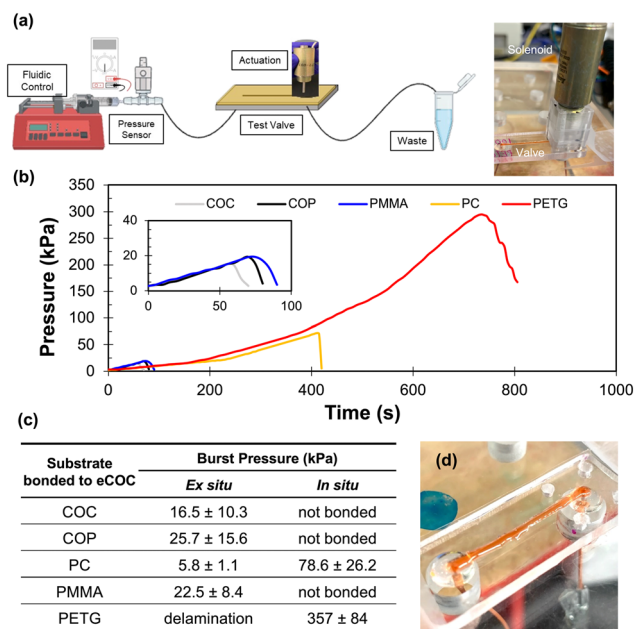 (a)
Fluidic
Control
Pressure
Sensor
Actuation
Test Valve
Waste
Solenoid
Valve
(b)
350
300
250
200
150
100
50
0
Pressure (kPa)
COC COP PMMA PC PETG
40
20
0
0 50 100
0 200 400 600 800 1000
Time (s)
(c)
Substrate
bonded to eCOC
Burst Pressure (kPa)
Ex situ In situ
COC 16.5 ± 10.3 not bonded
COP 25.7 ± 15.6 not bonded
PC 5.8 ± 1.1 78.6 ± 26.2
PMMA 22.5 ± 8.4 not bonded
PETG delamination 357 ± 84
(d)